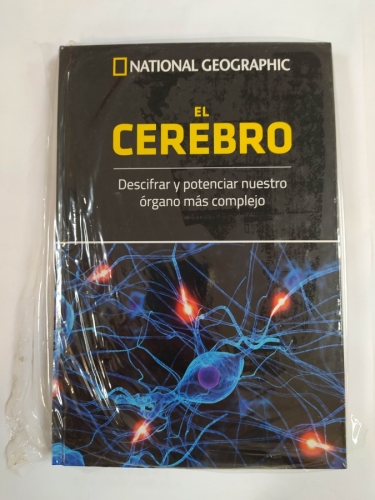 NATIONAL GEOGRAPHIC
EL
CEREBRO
Descifrar y potenciar nuestro
órgano más complejo